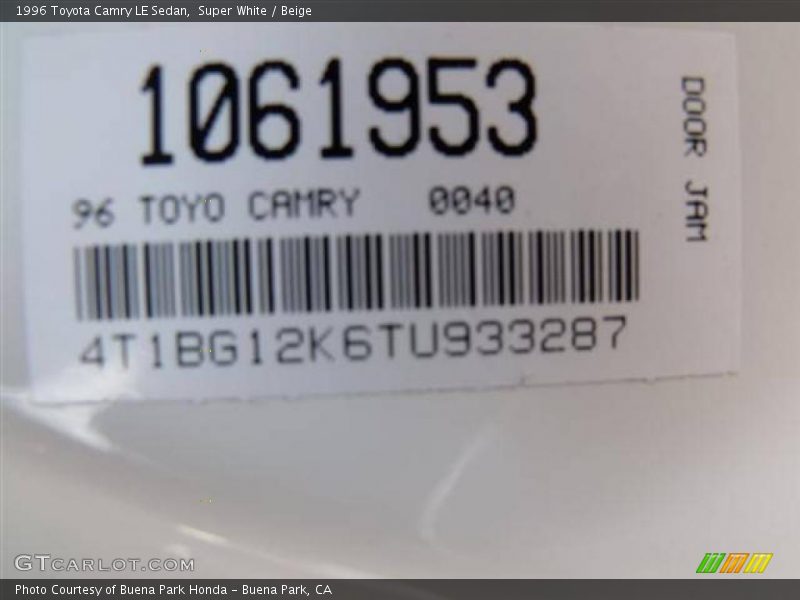 1996 Toyota Camry LE Sedan,  Super White / Beige
1061953
DOOR JAM
96 TOYO CAMRY 0040
4T1BG12K6TU933287
GTCARLOT.COM
Photo Courtesy of Buena Park Honda - Buena Park, CA